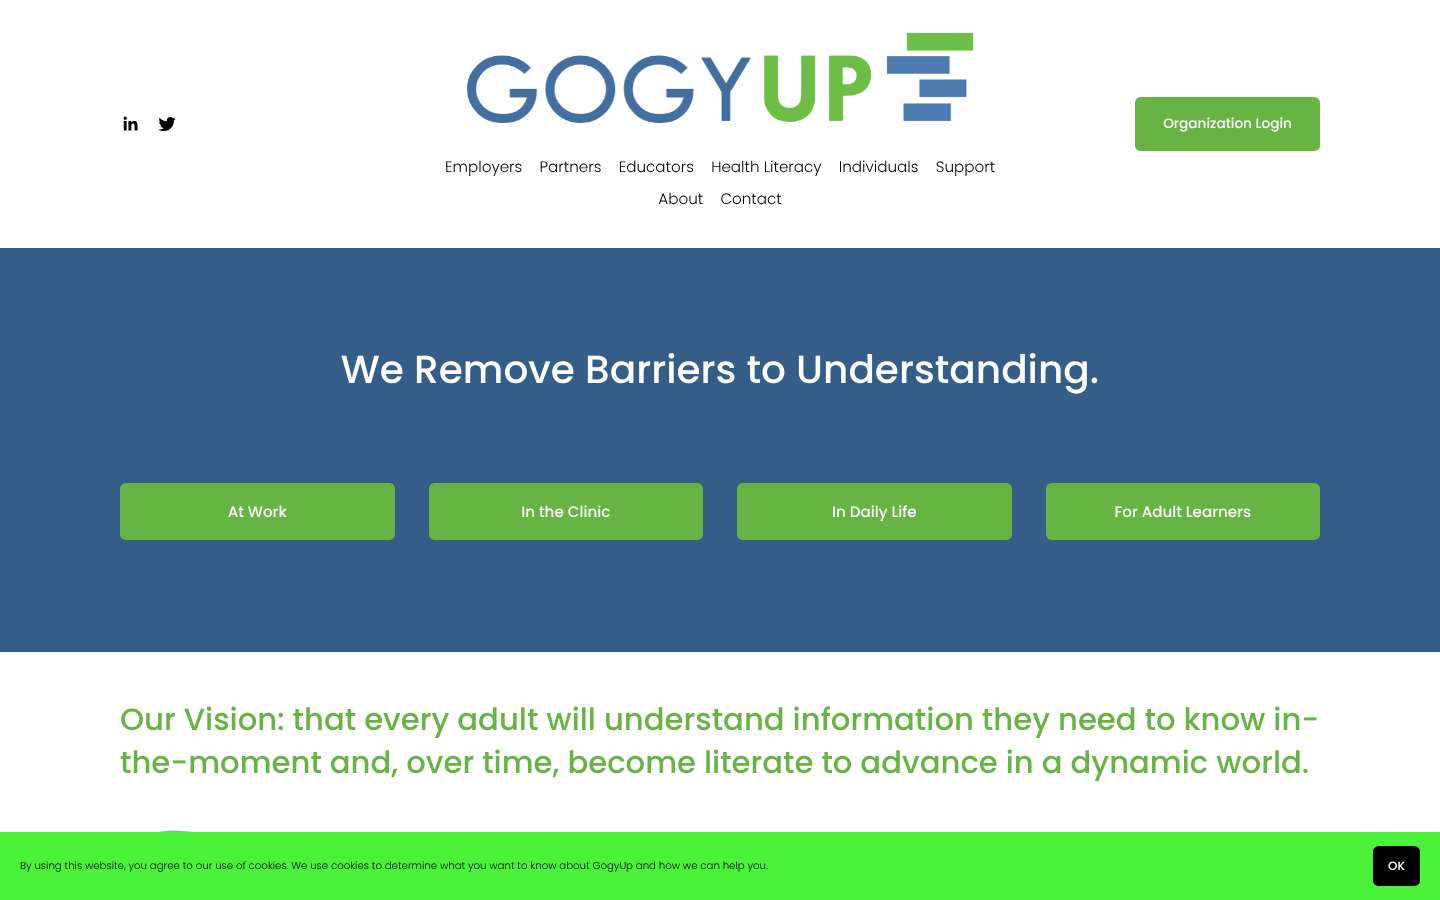 GOGYUP
Organization Login
Employers Partners Educators Health Literacy Individuals Support
About Contact
We Remove Barriers to Understanding.
At Work
In the Clinic
In Daily Life
For Adult Learners
Our Vision: that every adult will understand information they need to know in-
the-moment and, over time, become literate to advance in a dynamic world.
By using this website, you agree to our use of cookies. We use cookies to determine what you want to know about GogyUp and how we can help you.
OK